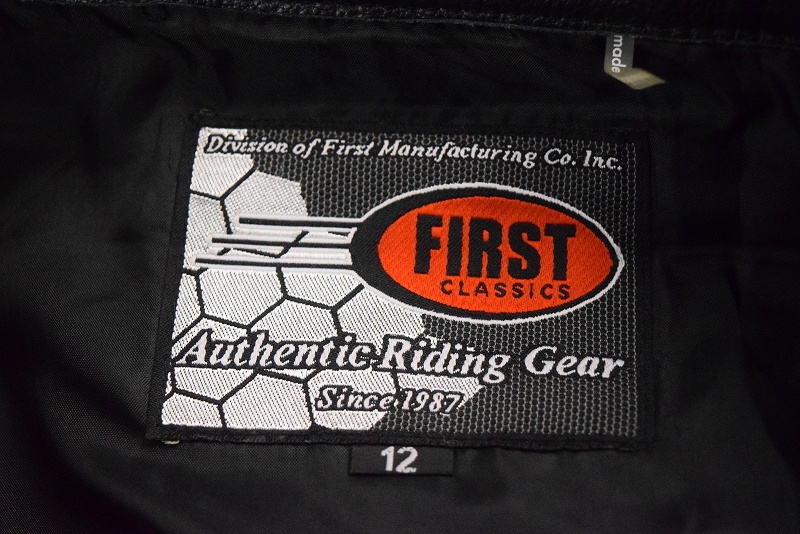 made
Division of First Manufacturing Co. Inc.
FIRST
CLASSICS
Authentic Riding Gear
Since 1987
12